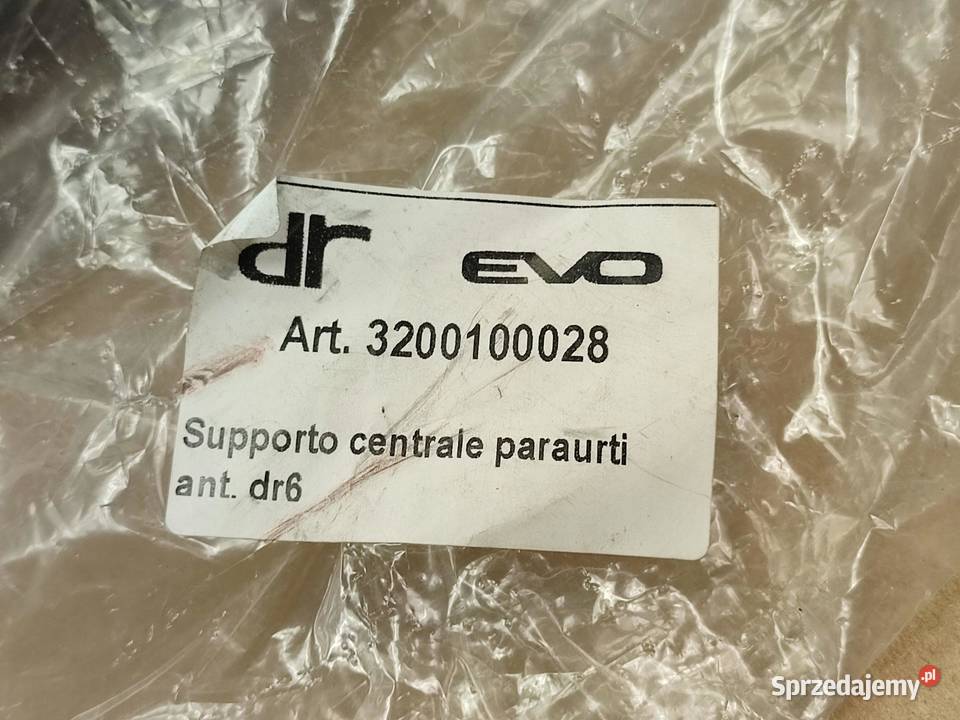 dr EVO
Art. 3200100028
Supporto centrale paraurti
ant. dr6
Sprzedajemy.pl